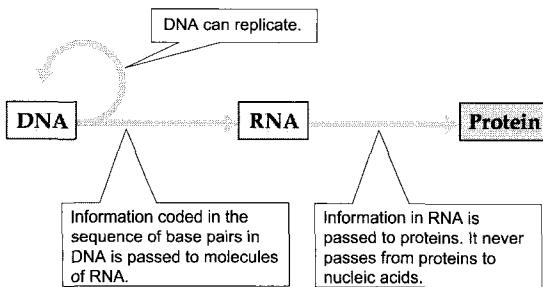 DNA can replicate.
DNA
RNA
Protein
Information coded in the
sequence of base pairs in
DNA is passed to molecules
of RNA.
Information in RNA is
passed to proteins. It never
passes from proteins to
nucleic acids.